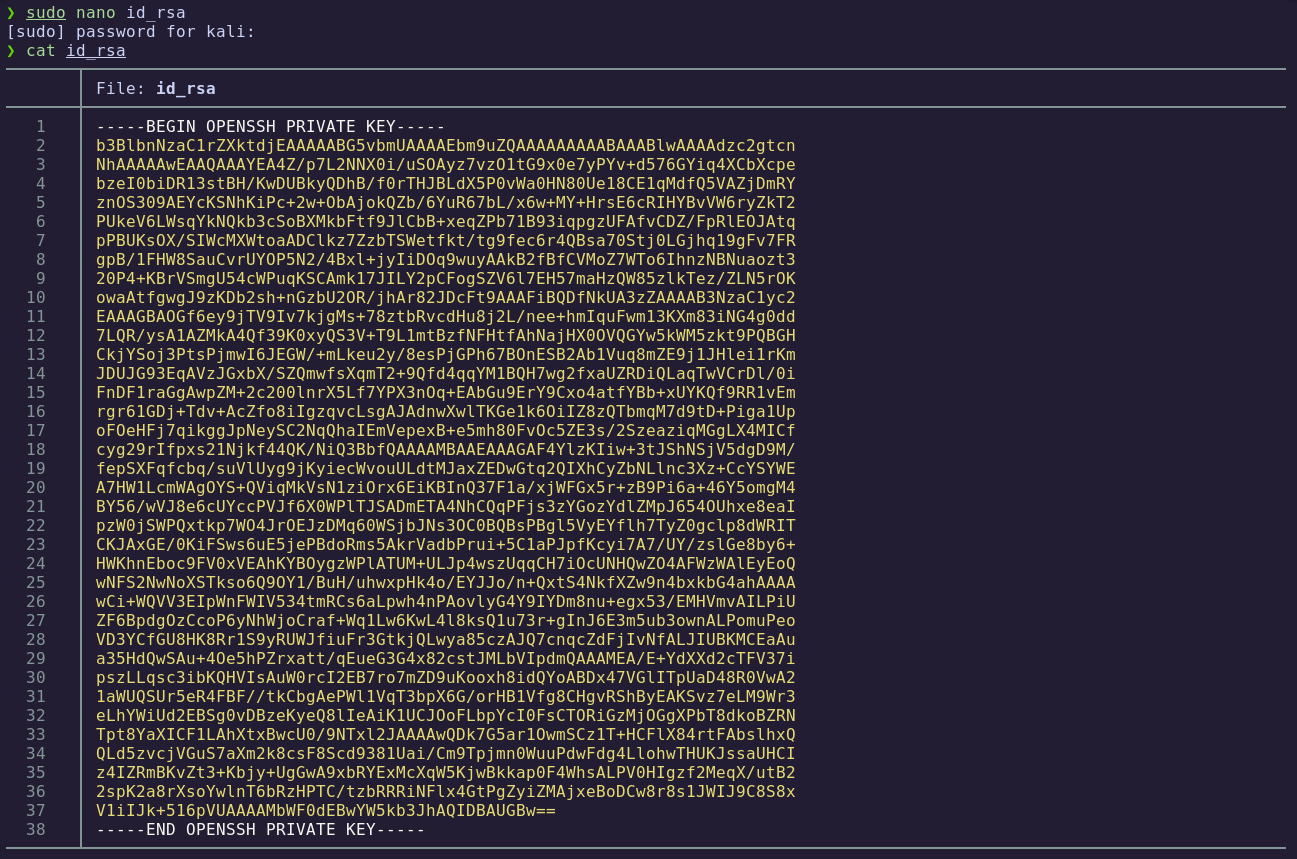 ❯ sudo nano id_rsa
[sudo] password for kali:
❯ cat id_rsa
File: id_rsa
1 -----BEGIN OPENSSH PRIVATE KEY-----
2 b3BlbnNzaC1rZXktdjEAAAAABG5vbmUAAAAEbm9uZQAAAAAAAAABAAABlwAAAAdzc2gtcn
3 NhAAAAAwEAAQAAAYEA4Z/p7L2NNX0i/uSOAyz7vzO1tG9x0e7yPYv+d576GYiq4XCbXcpe
4 bzeI0biDR13stBH/KwDUBkyQDhB/f0rTHJBLdX5P0vWa0HN80Ue18CE1qMdfQ5VAZjDmRY
5 znOS309AEYcKSNhKiPc+2w+ObAjokQZb/6YuR67bL/x6w+MY+HrsE6cRIHYBvVW6ryZkT2
6 PUkeV6LWsqYkNQkb3cSoBXMkbFtf9JlCbB+xeqZPb71B93iqpgzUFAfvCDZ/FpRlEOJAtq
7 pPBUKsOX/SIWcMXWtoaADClkz7ZzbTSWetfkt/tg9fec6r4QBsa70Stj0LGjhq19gFv7FR
8 gpB/1FHW8SauCvrUYOP5N2/4Bxl+jyIiDOq9wuyAAkB2fBfCVMoZ7WTo6IhnzNBNuaozt3
9 20P4+KBrVSmgU54cWPuqKSCAmk17JILY2pCFogSZV6l7EH57maHzQW85zlkTez/ZLN5rOK
10 owaAtfgwgJ9zKDb2sh+nGzbU2OR/jhAr82JDcFt9AAAFiBQDfNkUA3zZAAAAB3NzaC1yc2
11 EAAAGBAOGf6ey9jTV9Iv7kjgMs+78ztbRvcdHu8j2L/nee+hmIquFwm13KXm83iNG4g0dd
12 7LQR/ysA1AZMkA4Qf39K0xyQS3V+T9L1mtBzfNFHtfAhNajHX0OVQGYw5kWM5zkt9PQBGH
13 CkjYSoj3PtsPjmwI6JEGW/+mLkeu2y/8esPjGPh67BOnESB2Ab1Vuq8mZE9j1JHlei1rKm
14 JDUJG93EqAVzJGxbX/SZQmwfsXqmT2+9Qfd4qqYM1BQH7wg2fxaUZRDiQLaqTwVCrDl/0i
15 FnDF1raGgAwpZM+2c200lnrX5Lf7YPX3nOq+EAbGu9ErY9Cxo4atfYBb+xUYKQf9RR1vEm
16 rgr61GDj+Tdv+AcZfo8iIgzqvcLsgAJAdnwXwlTKGe1k6OiIZ8zQTbmqM7d9tD+Piga1Up
17 oFOeHFj7qikggJpNeySC2NqQhaIEmVepexB+e5mh80FvOc5ZE3s/2SzeaziqMGgLX4MICf
18 cyg29rIfpxs21Njkf44QK/NiQ3BbfQAAAAMBAAEAAAGAF4YlzKIiw+3tJShNSjV5dgD9M/
19 fepSXFqfcbq/suVlUyg9jKyiecWvouULdtMJaxZEDwGtq2QIXhCyZbNLlnc3Xz+CcYSYWE
20 A7HW1LcmWAgOYS+QViqMkVsN1ziOrx6EiKBInQ37F1a/xjWFGx5r+zB9Pi6a+46Y5omgM4
21 BY56/wVJ8e6cUYccPVJf6X0WPlTJSADmETA4NhCQqPFjs3zYGozYdlZMpJ654OUhxe8eaI
22 pzW0jSWPQxtkp7WO4JrOEJzDMq60WSjbJNs3OC0BQBsPBgl5VyEYflh7TyZ0gclp8dWRIT
23 CKJAxGE/0KiFSws6uE5jePBdoRms5AkrVadbPrui+5C1aPJpfKcyi7A7/UY/zslGe8by6+
24 HWKhnEboc9FV0xVEAhKYBOygzWPlATUM+ULJp4wszUqqCH7iOcUNHQwZO4AFWzWAlEyEoQ
25 wNFS2NwNoXSTkso6Q9OY1/BuH/uhwxpHk4o/EYJJo/n+QxtS4NkfXZw9n4bxkbG4ahAAAA
26 wCi+WQVV3EIpWnFWIV534tmRCs6aLpwh4nPAovlyG4Y9IYDm8nu+egx53/EMHVmvAILPiU
27 ZF6BpdgOzCcoP6yNhWjoCraf+Wq1Lw6KwL4l8ksQ1u73r+gInJ6E3m5ub3ownALPomuPeo
28 VD3YCfGU8HK8Rr1S9yRUWJfiuFr3GtkjQLwya85czAJQ7cnqcZdFjIvNfALJIUBKMCEaAu
29 a35HdQwSAu+4Oe5hPZrxatt/qEueG3G4x82cstJMLbVIpdmQAAAMEA/E+YdXXd2cTFV37i
30 pszLLqsc3ibKQHVIsAuW0rcI2EB7ro7mZD9uKooxh8idQYoABDx47VGlITpUaD48R0VwA2
31 1aWUQSUr5eR4FBF//tkCbgAePWl1VqT3bpX6G/orHB1Vfg8CHgvRShByEAKSvz7eLM9Wr3
32 eLhYWiUd2EBSg0vDBzeKyeQ8lIeAiK1UCJOoFLbpYcI0FsCTORiGzMjOGgXPbT8dkoBZRN
33 Tpt8YaXICF1LAhXtxBwcU0/9NTxl2JAAAAwQDk7G5ar1OwmSCz1T+HCFlX84rtFAbslhxQ
34 QLd5zvcjVGuS7aXm2k8csF8Scd9381Uai/Cm9Tpjmn0WuuPdwFdg4LlohwTHUKJssaUHCI
35 z4IZRmBKvZt3+Kbjy+UgGwA9xbRYExMcXqW5KjwBkkap0F4WhsALPV0HIgzf2MeqX/utB2
36 2spK2a8rXsoYwlnT6bRzHPTC/tzbRRRiNFlx4GtPgZyiZMAjxeBoDCw8r8s1JWIJ9C8S8x
37 V1iIJk+516pVUAAAAMbWF0dEBwYW5kb3JhAQIDBAUGBw==
38 -----END OPENSSH PRIVATE KEY-----